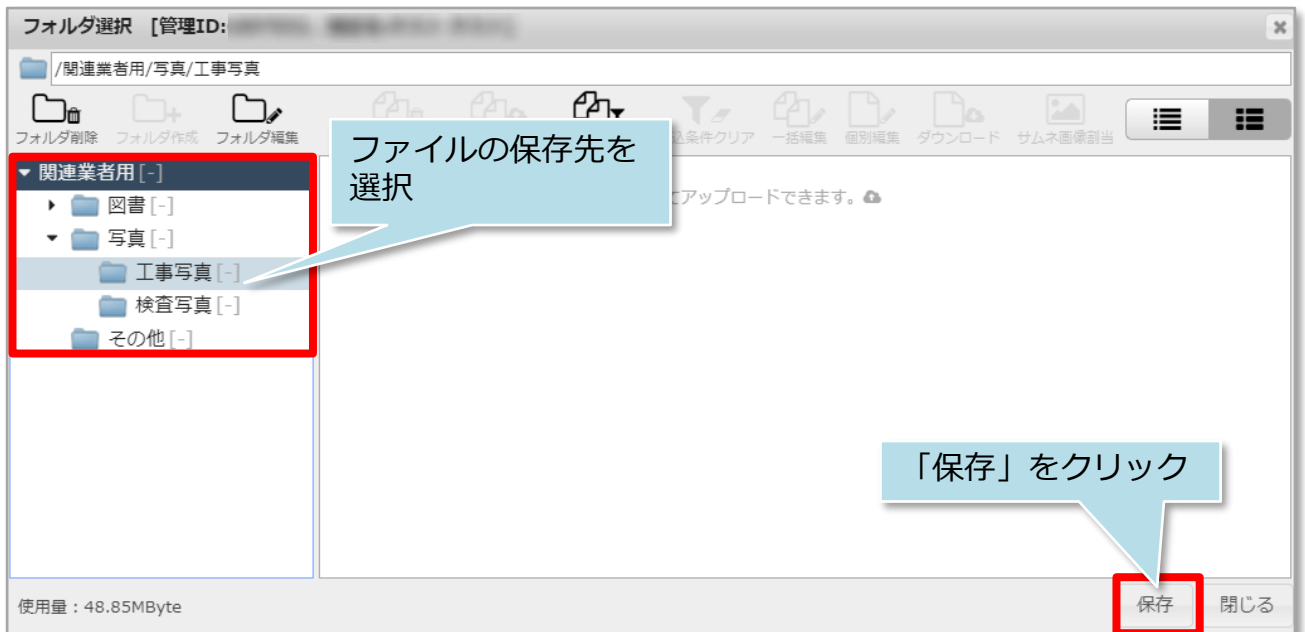 フォルダ選択 [管理ID:
/関連業者用/写真/工事写真
フォルダ削除 フォルダ作成 フォルダ編集
込条件クリア 一括編集 個別編集 ダウンロード サムネ画像割当
ファイルの保存先を
選択
関連業者用[-]
図書[-]
写真[-]
工事写真[-]
検査写真[-]
その他[-]
てアップロードできます。
「保存」をクリック
使用量：48.85MByte
保存 閉じる